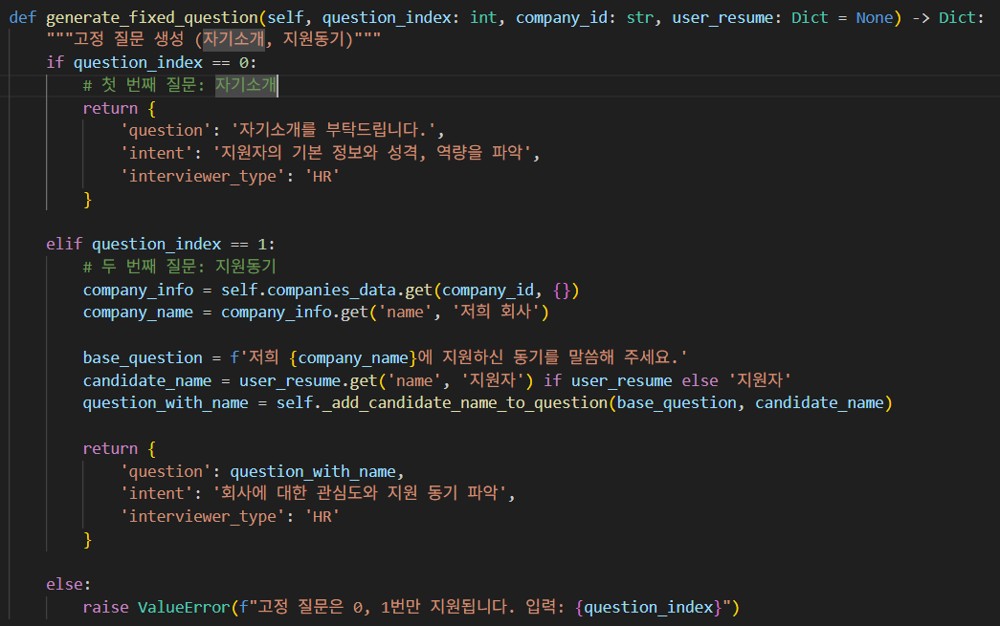 def generate_fixed_question(self, question_index: int, company_id: str, user_resume: Dict = None) -> Dict:
    """고정 질문 생성 (자기소개, 지원동기)"""
    if question_index == 0:
        # 첫 번째 질문: 자기소개
        return {
            'question': '자기소개를 부탁드립니다.',
            'intent': '지원자의 기본 정보와 성격, 역량을 파악',
            'interviewer_type': 'HR'
        }
    elif question_index == 1:
        # 두 번째 질문: 지원동기
        company_info = self.companies_data.get(company_id, {})
        company_name = company_info.get('name', '저희 회사')
        base_question = f'저희 {company_name}에 지원하신 동기를 말씀해 주세요.'
        candidate_name = user_resume.get('name', '지원자') if user_resume else '지원자'
        question_with_name = self._add_candidate_name_to_question(base_question, candidate_name)
        return {
            'question': question_with_name,
            'intent': '회사에 대한 관심도와 지원 동기 파악',
            'interviewer_type': 'HR'
        }
    else:
        raise ValueError(f"고정 질문은 0, 1번만 지원됩니다. 입력: {question_index}")